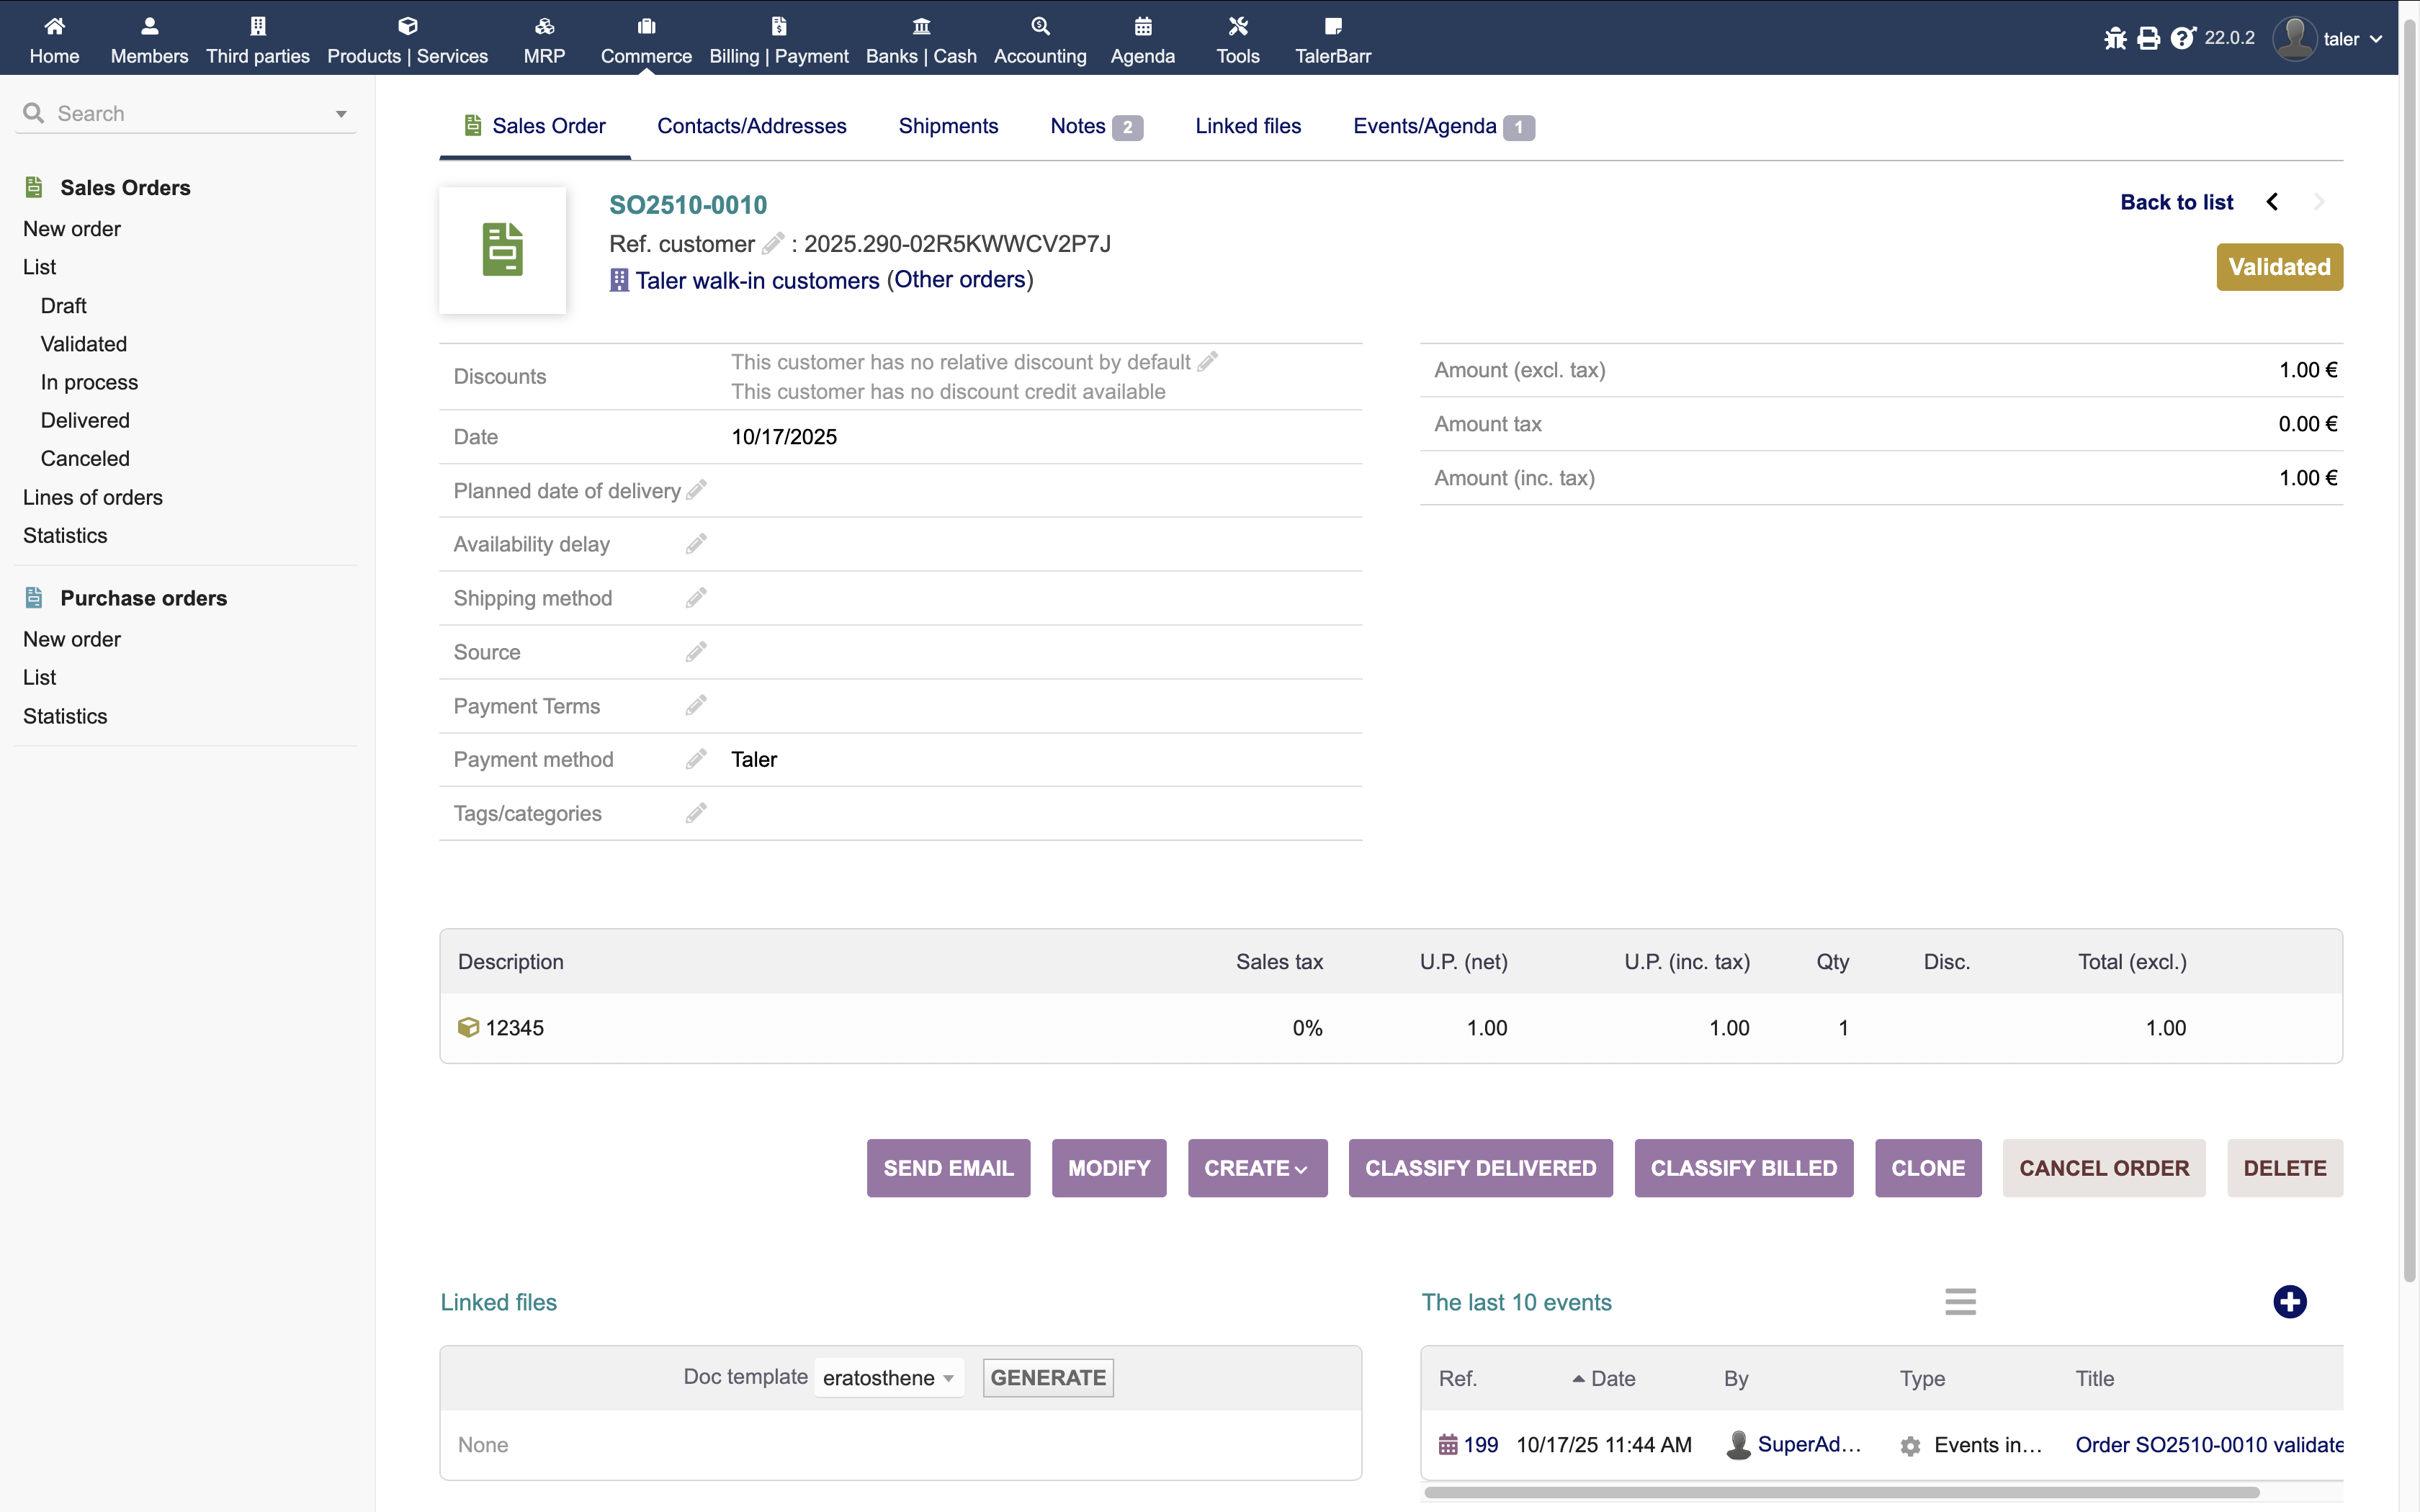 Home Members Third parties Products | Services MRP Commerce Billing | Payment Banks | Cash Accounting Agenda Tools TalerBarr 22.0.2 taler
Search
Sales Orders
New order
List
Draft
Validated
In process
Delivered
Canceled
Lines of orders
Statistics
Purchase orders
New order
List
Statistics
Sales Order Contacts/Addresses Shipments Notes 2 Linked files Events/Agenda 1
SO2510-0010
Ref. customer : 2025.290-02R5KWWCV2P7J
Taler walk-in customers (Other orders)
Back to list
Validated
Discounts
This customer has no relative discount by default
This customer has no discount credit available
Date 10/17/2025
Planned date of delivery
Availability delay
Shipping method
Source
Payment Terms
Payment method Taler
Tags/categories
Amount (excl. tax) 1.00 €
Amount tax 0.00 €
Amount (inc. tax) 1.00 €
Description Sales tax U.P. (net) U.P. (inc. tax) Qty Disc. Total (excl.)
12345 0% 1.00 1.00 1 1.00
SEND EMAIL MODIFY CREATE CLASSIFY DELIVERED CLASSIFY BILLED CLONE CANCEL ORDER DELETE
Linked files
Doc template eratosthene GENERATE
None
The last 10 events
Ref. Date By Type Title
199 10/17/25 11:44 AM SuperAd... Events in... Order SO2510-0010 validate